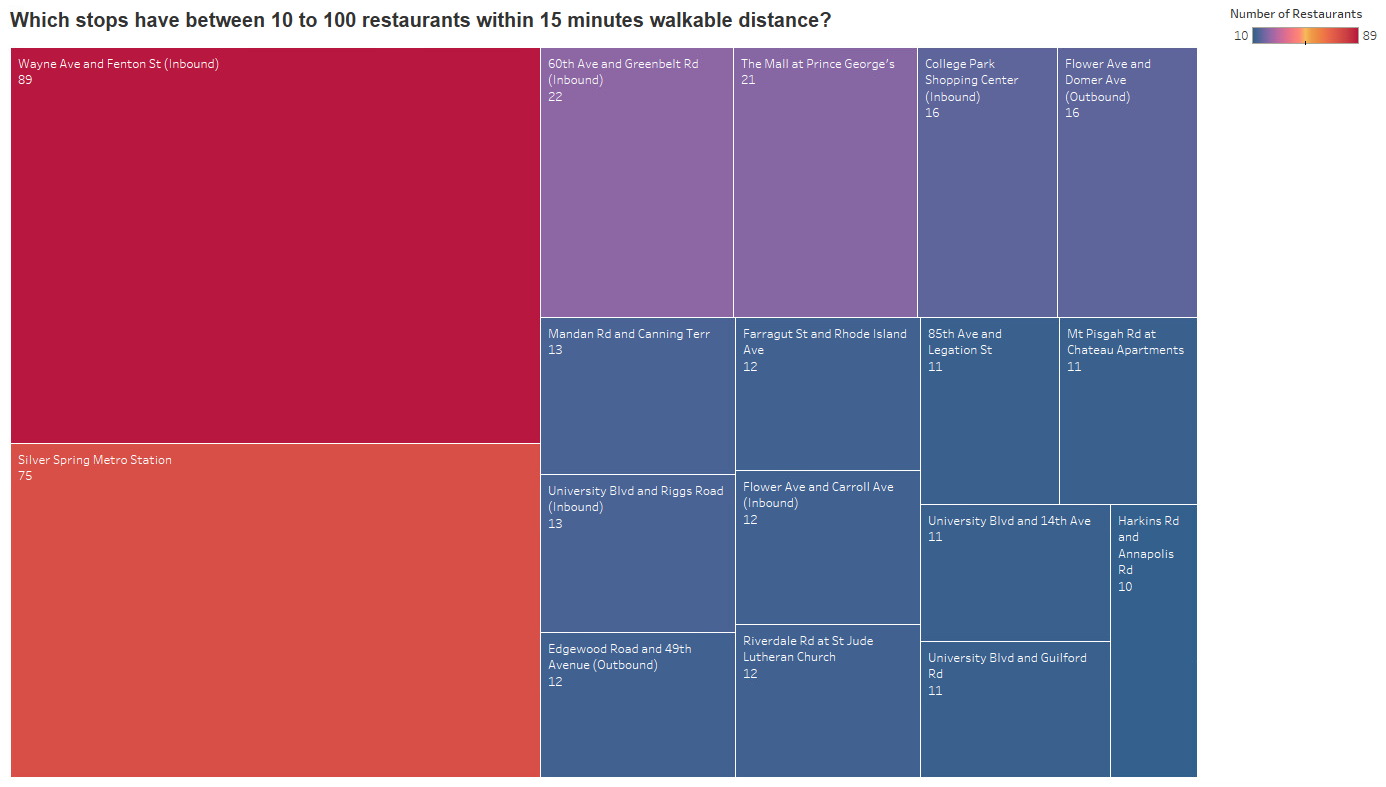 Which stops have between 10 to 100 restaurants within 15 minutes walkable distance?
Number of Restaurants
10
89
Wayne Ave and Fenton St (Inbound)
89
Silver Spring Metro Station
75
60th Ave and Greenbelt Rd
(Inbound)
22
The Mall at Prince George's
21
College Park
Shopping Center
(Inbound)
16
Flower Ave and
Domer Ave
(Outbound)
16
Mandan Rd and Canning Terr
13
University Blvd and Riggs Road
(Inbound)
13
Edgewood Road and 49th
Avenue (Outbound)
12
Farragut St and Rhode Island
Ave
12
Flower Ave and Carroll Ave
(Inbound)
12
Riverdale Rd at St Jude
Lutheran Church
12
85th Ave and
Legation St
11
Mt Pisgah Rd at
Chateau Apartments
11
University Blvd and 14th Ave
11
University Blvd and Guilford
Rd
11
Harkins Rd
and
Annapolis
Rd
10